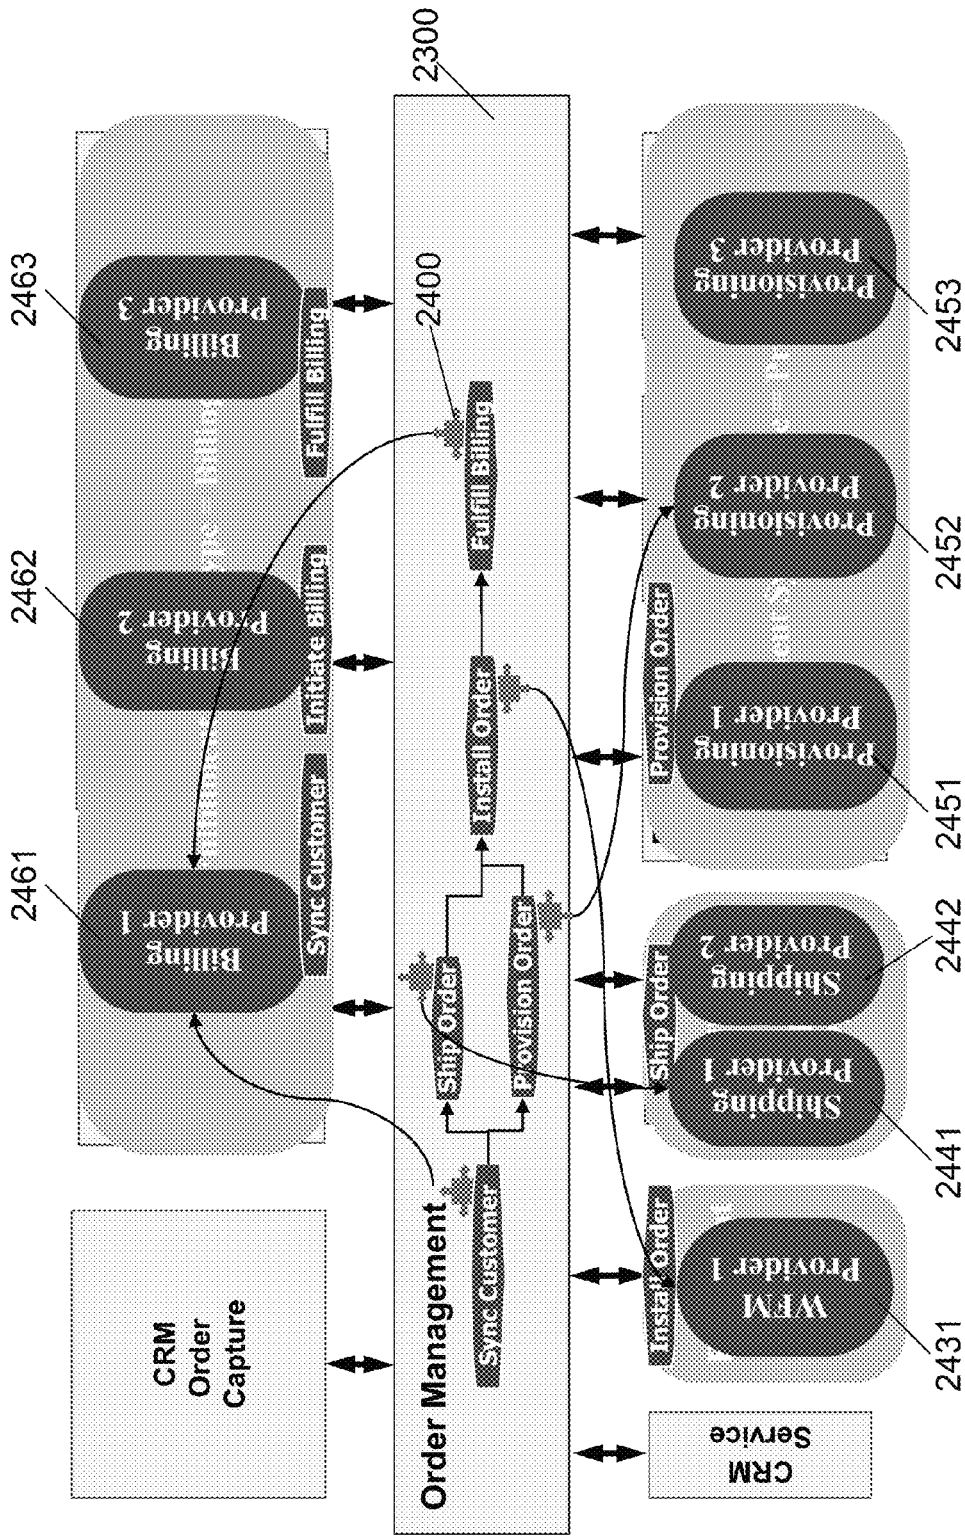 CRM
Order
Capture
2461
2462
2463
Billing
Provider 1
Billing
Provider 2
Billing
Provider 3
Sync Customer
Initiate Billing
Fulfill Billing
2300
2400
Order Management
Sync Customer
Ship Order
Provision Order
Install Order
Fulfill Billing
CRM
Service
Install Order
WFM
Provider 1
Ship Order
Shipping
Provider 1
Shipping
Provider 2
Provision Order
Provisioning
Provider 1
Provisioning
Provider 2
Provisioning
Provider 3
2431
2441
2442
2451
2452
2453